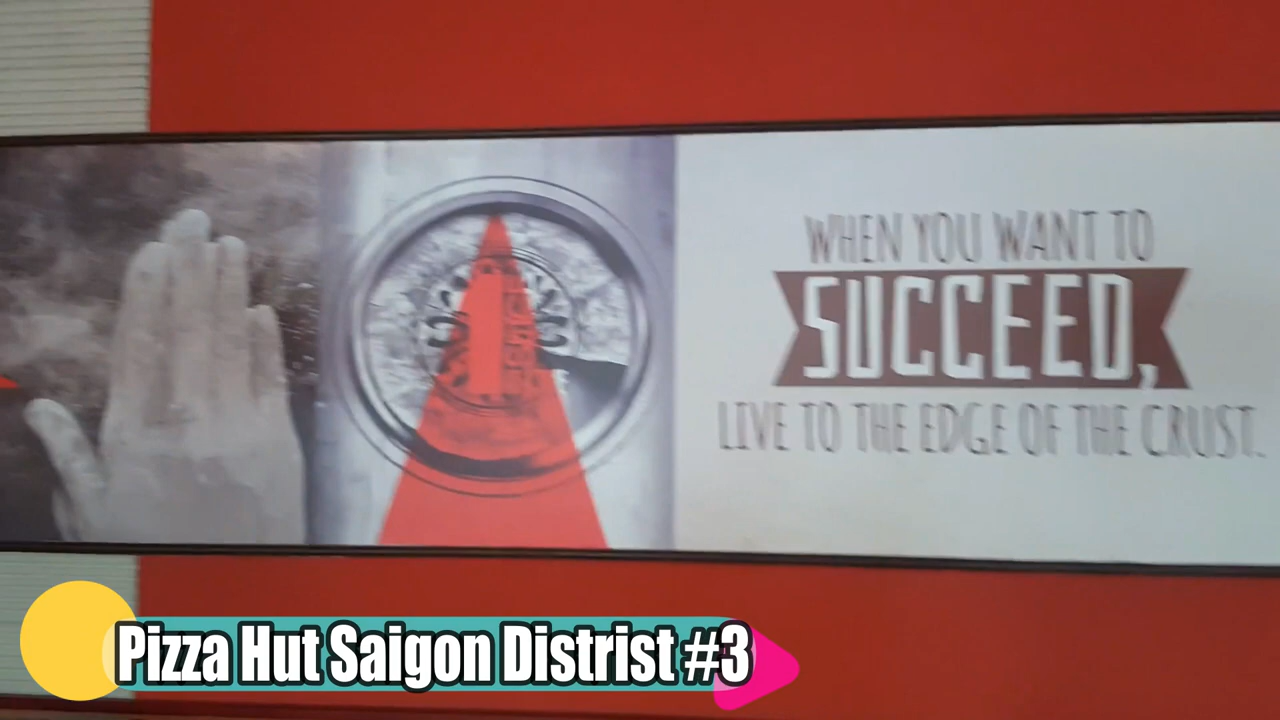 WHEN YOU WANT TO
SUCCEED,
LIVE TO THE EDGE OF THE CRUST.
Pizza Hut Saigon Distrist #3